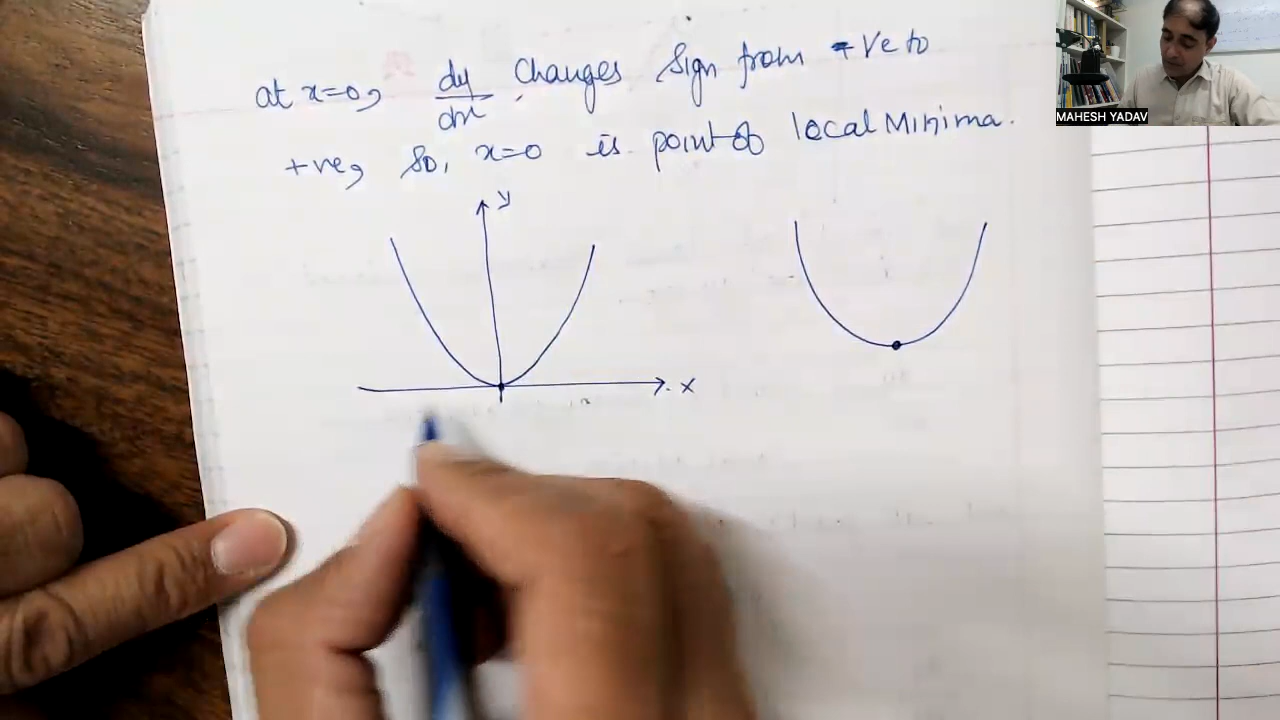 at x=0, dy/dx changes sign from -ve to
+ve, So, x=0 is point of local Minima.
y
x
MAHESH YADAV